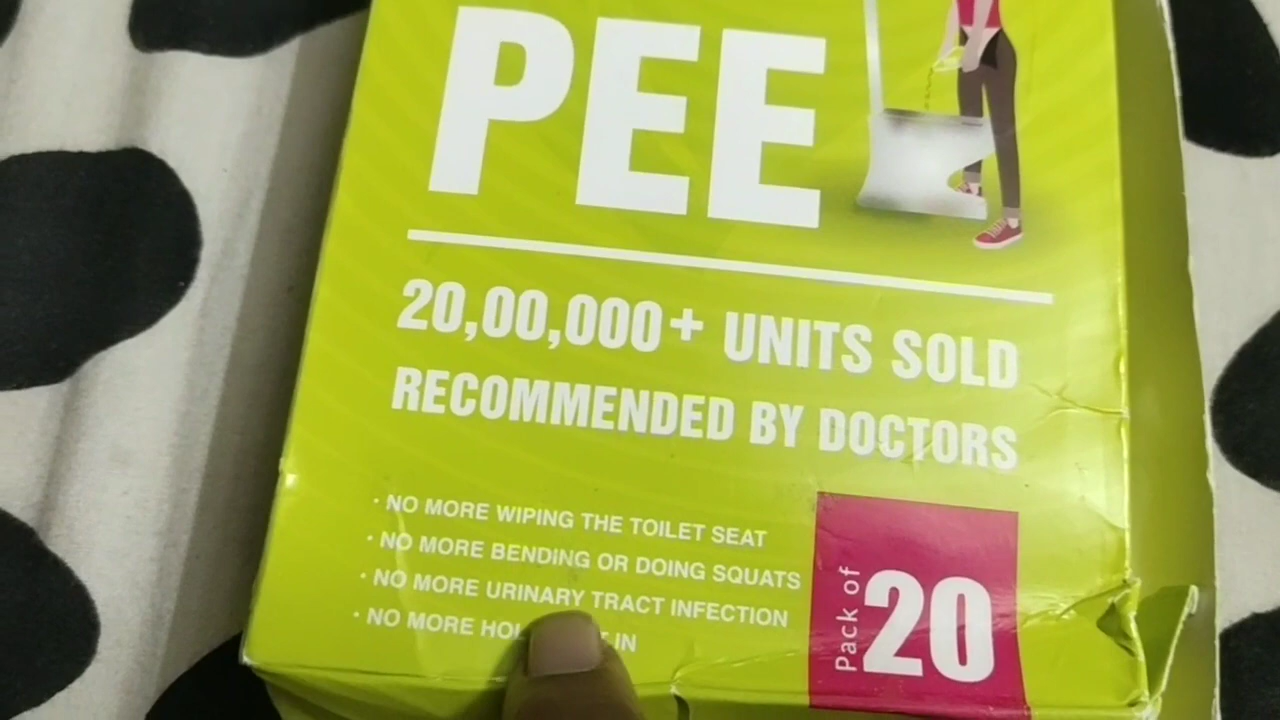 PEE
20,00,000+ UNITS SOLD
RECOMMENDED BY DOCTORS
· NO MORE WIPING THE TOILET SEAT
· NO MORE BENDING OR DOING SQUATS
· NO MORE URINARY TRACT INFECTION
· NO MORE IN
Pack of 20